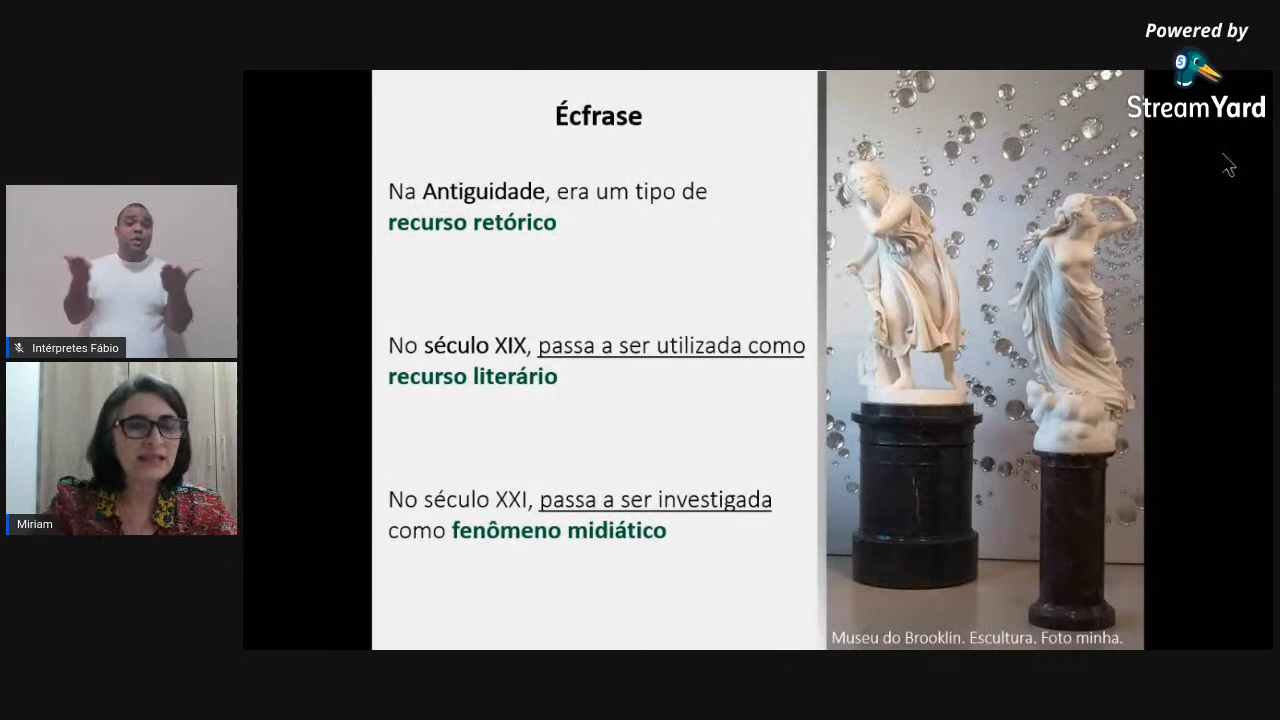 Powered by
StreamYard
Écfrase
Na Antiguidade, era um tipo de
recurso retórico
No século XIX, passa a ser utilizada como
recurso literário
No século XXI, passa a ser investigada
como fenômeno midiático
Museu do Brooklin. Escultura. Foto minha.
Intérpretes Fábio
Miriam